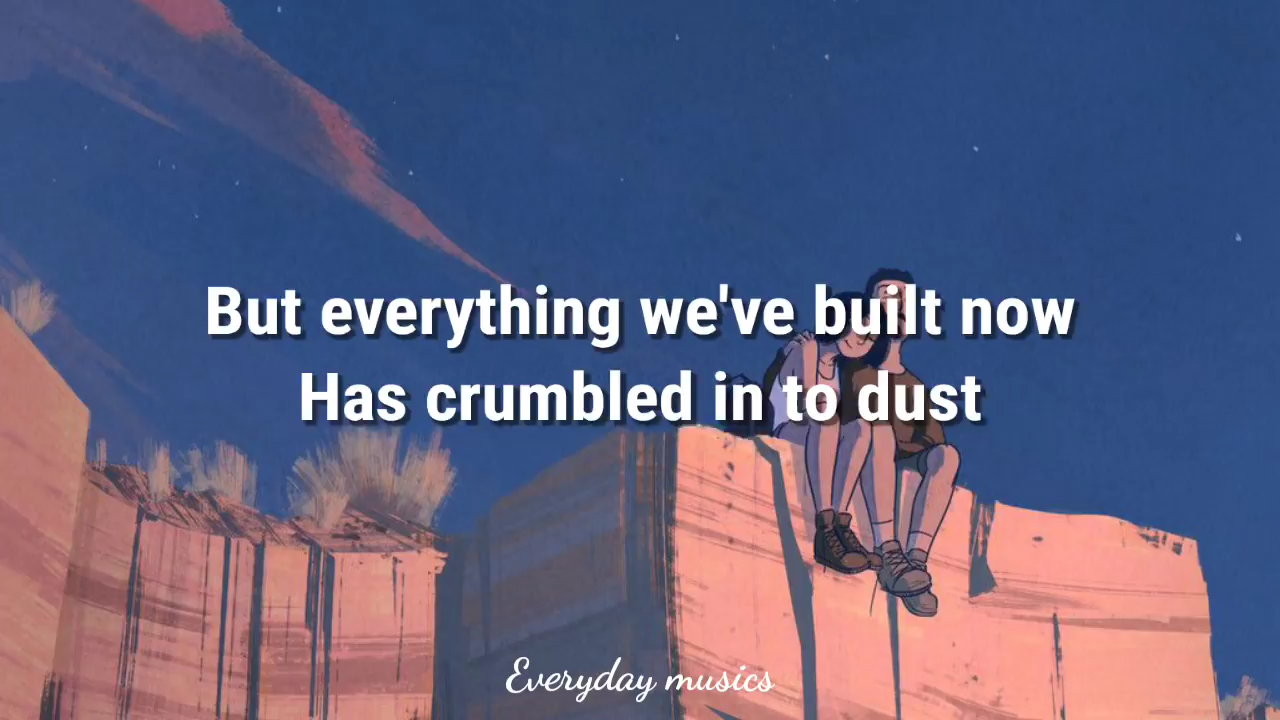 But everything we've built now
Has crumbled in to dust
Everyday musics